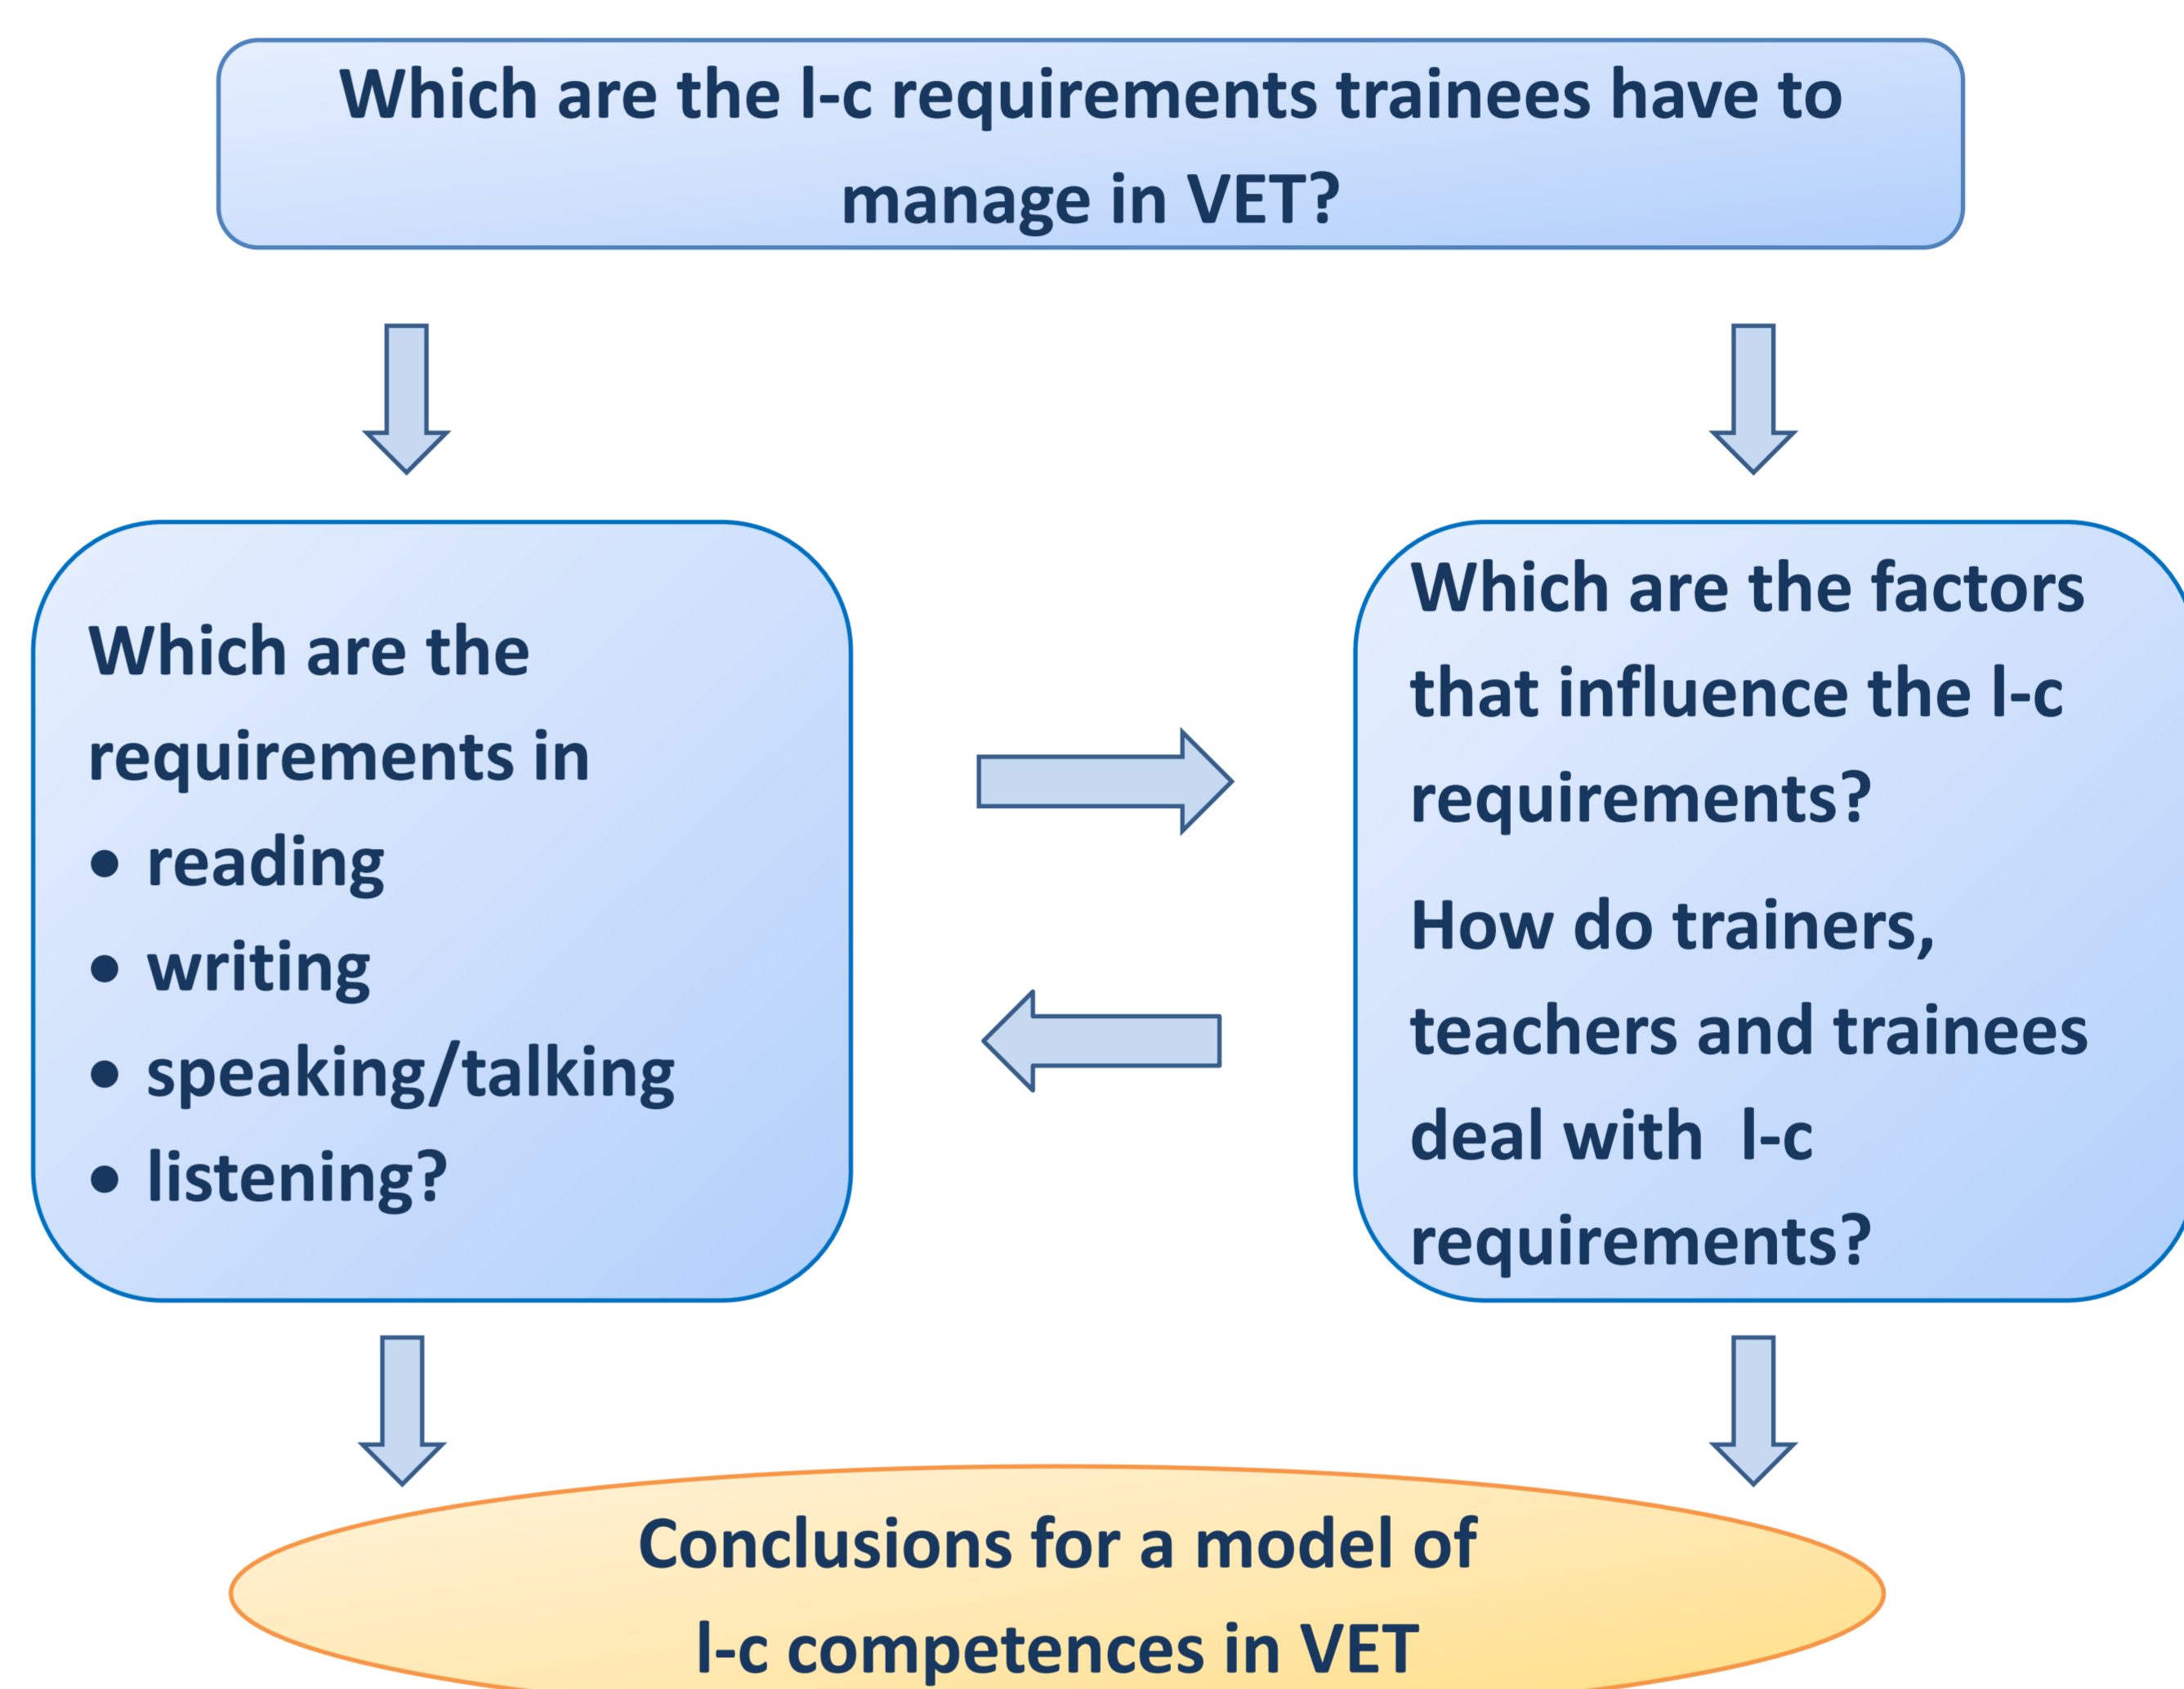 Which are the l-c requirements trainees have to
manage in VET?
Which are the
requirements in
• reading
• writing
• speaking/talking
• listening?
Which are the factors
that influence the l-c
requirements?
How do trainers,
teachers and trainees
deal with  l-c
requirements?
Conclusions for a model of
l-c competences in VET